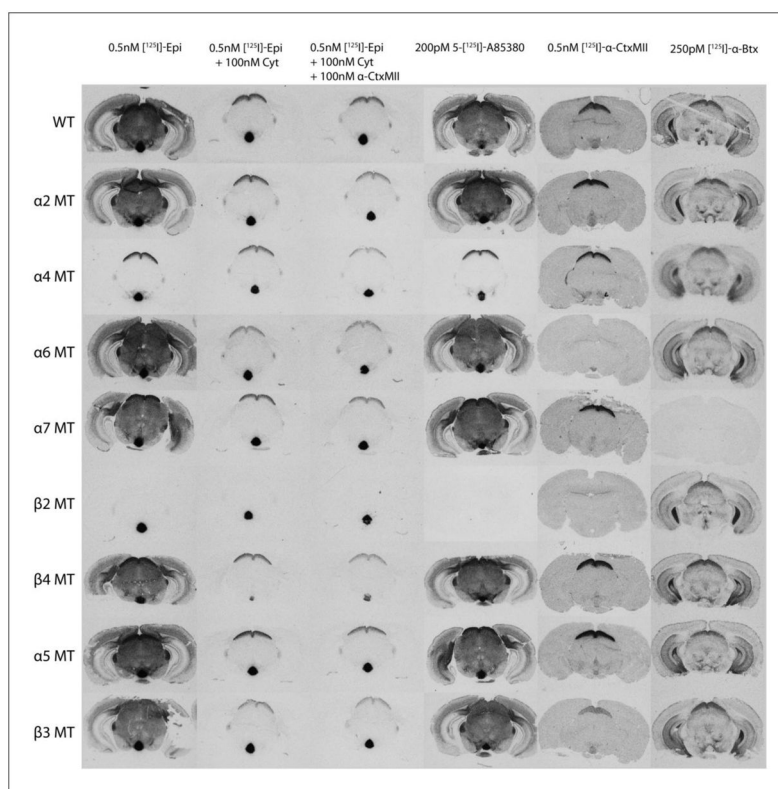 0.5nM [¹²⁵I]-Epi
0.5nM [¹²⁵I]-Epi
+ 100nM Cyt
0.5nM [¹²⁵I]-Epi
+ 100nM Cyt
+ 100nM α-CtxMII
200pM 5-[¹²⁵I]-A85380
0.5nM [¹²⁵I]-α-CtxMII
250pM [¹²⁵I]-α-Btx
WT
α2 MT
α4 MT
α6 MT
α7 MT
β2 MT
β4 MT
α5 MT
β3 MT